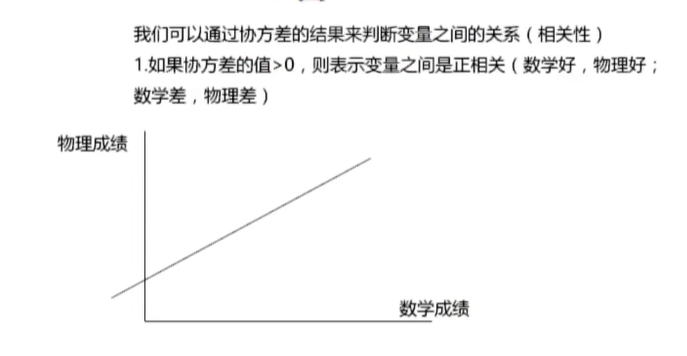 我们可以通过协方差的结果来判断变量之间的关系（相关性）
1.如果协方差的值>0，则表示变量之间是正相关（数学好，物理好；
数学差，物理差）
物理成绩
数学成绩